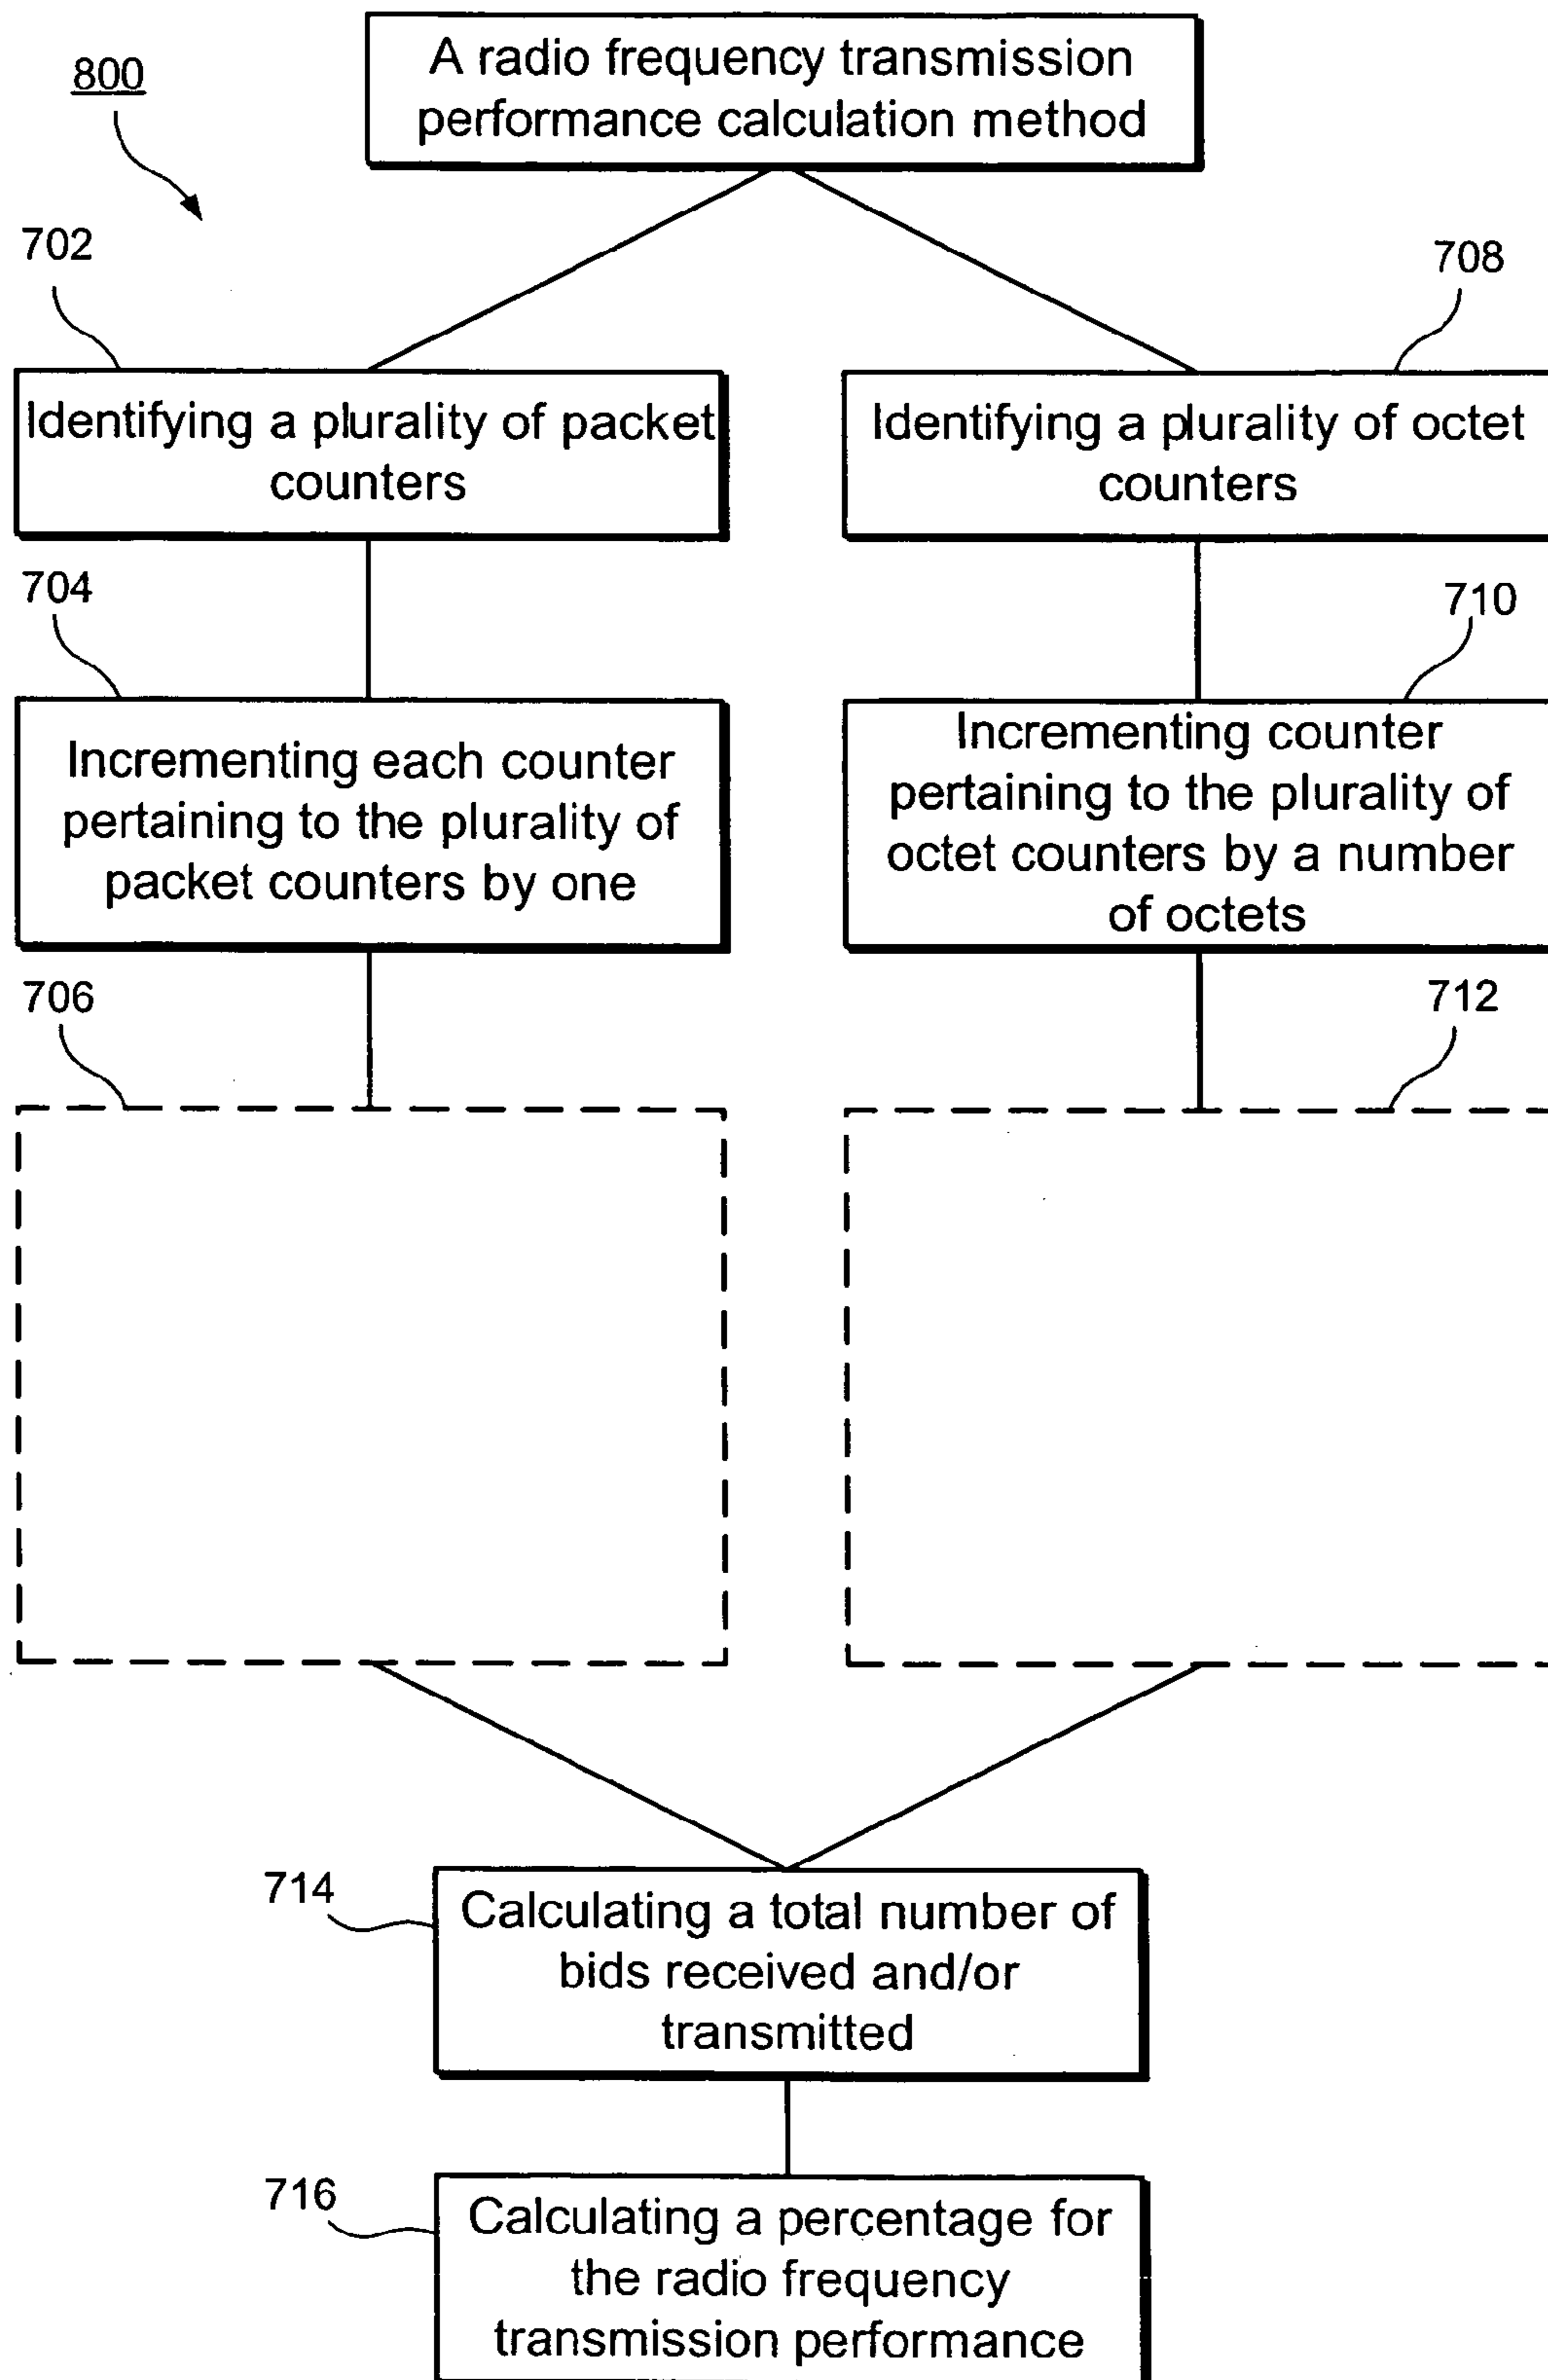 A radio frequency transmission
performance calculation method
800
702
708
Identifying a plurality of packet
counters
Identifying a plurality of octet
counters
704
710
Incrementing each counter
pertaining to the plurality of
packet counters by one
Incrementing counter
pertaining to the plurality of
octet counters by a number
of octets
706
712
714
Calculating a total number of
bids received and/or
transmitted
716
Calculating a percentage for
the radio frequency
transmission performance